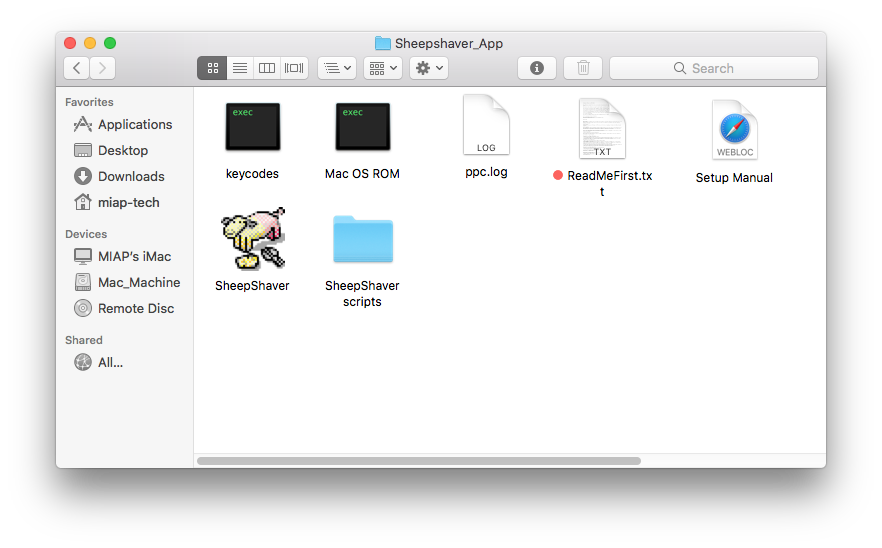 Sheepshaver_App
Search
Favorites
Applications
Desktop
Downloads
miap-tech
Devices
MIAP's iMac
Mac_Machine
Remote Disc
Shared
All...
exec
keycodes
exec
Mac OS ROM
LOG
ppc.log
TXT
ReadMeFirst.tx
t
WEBLOC
Setup Manual
SheepShaver
SheepShaver
scripts